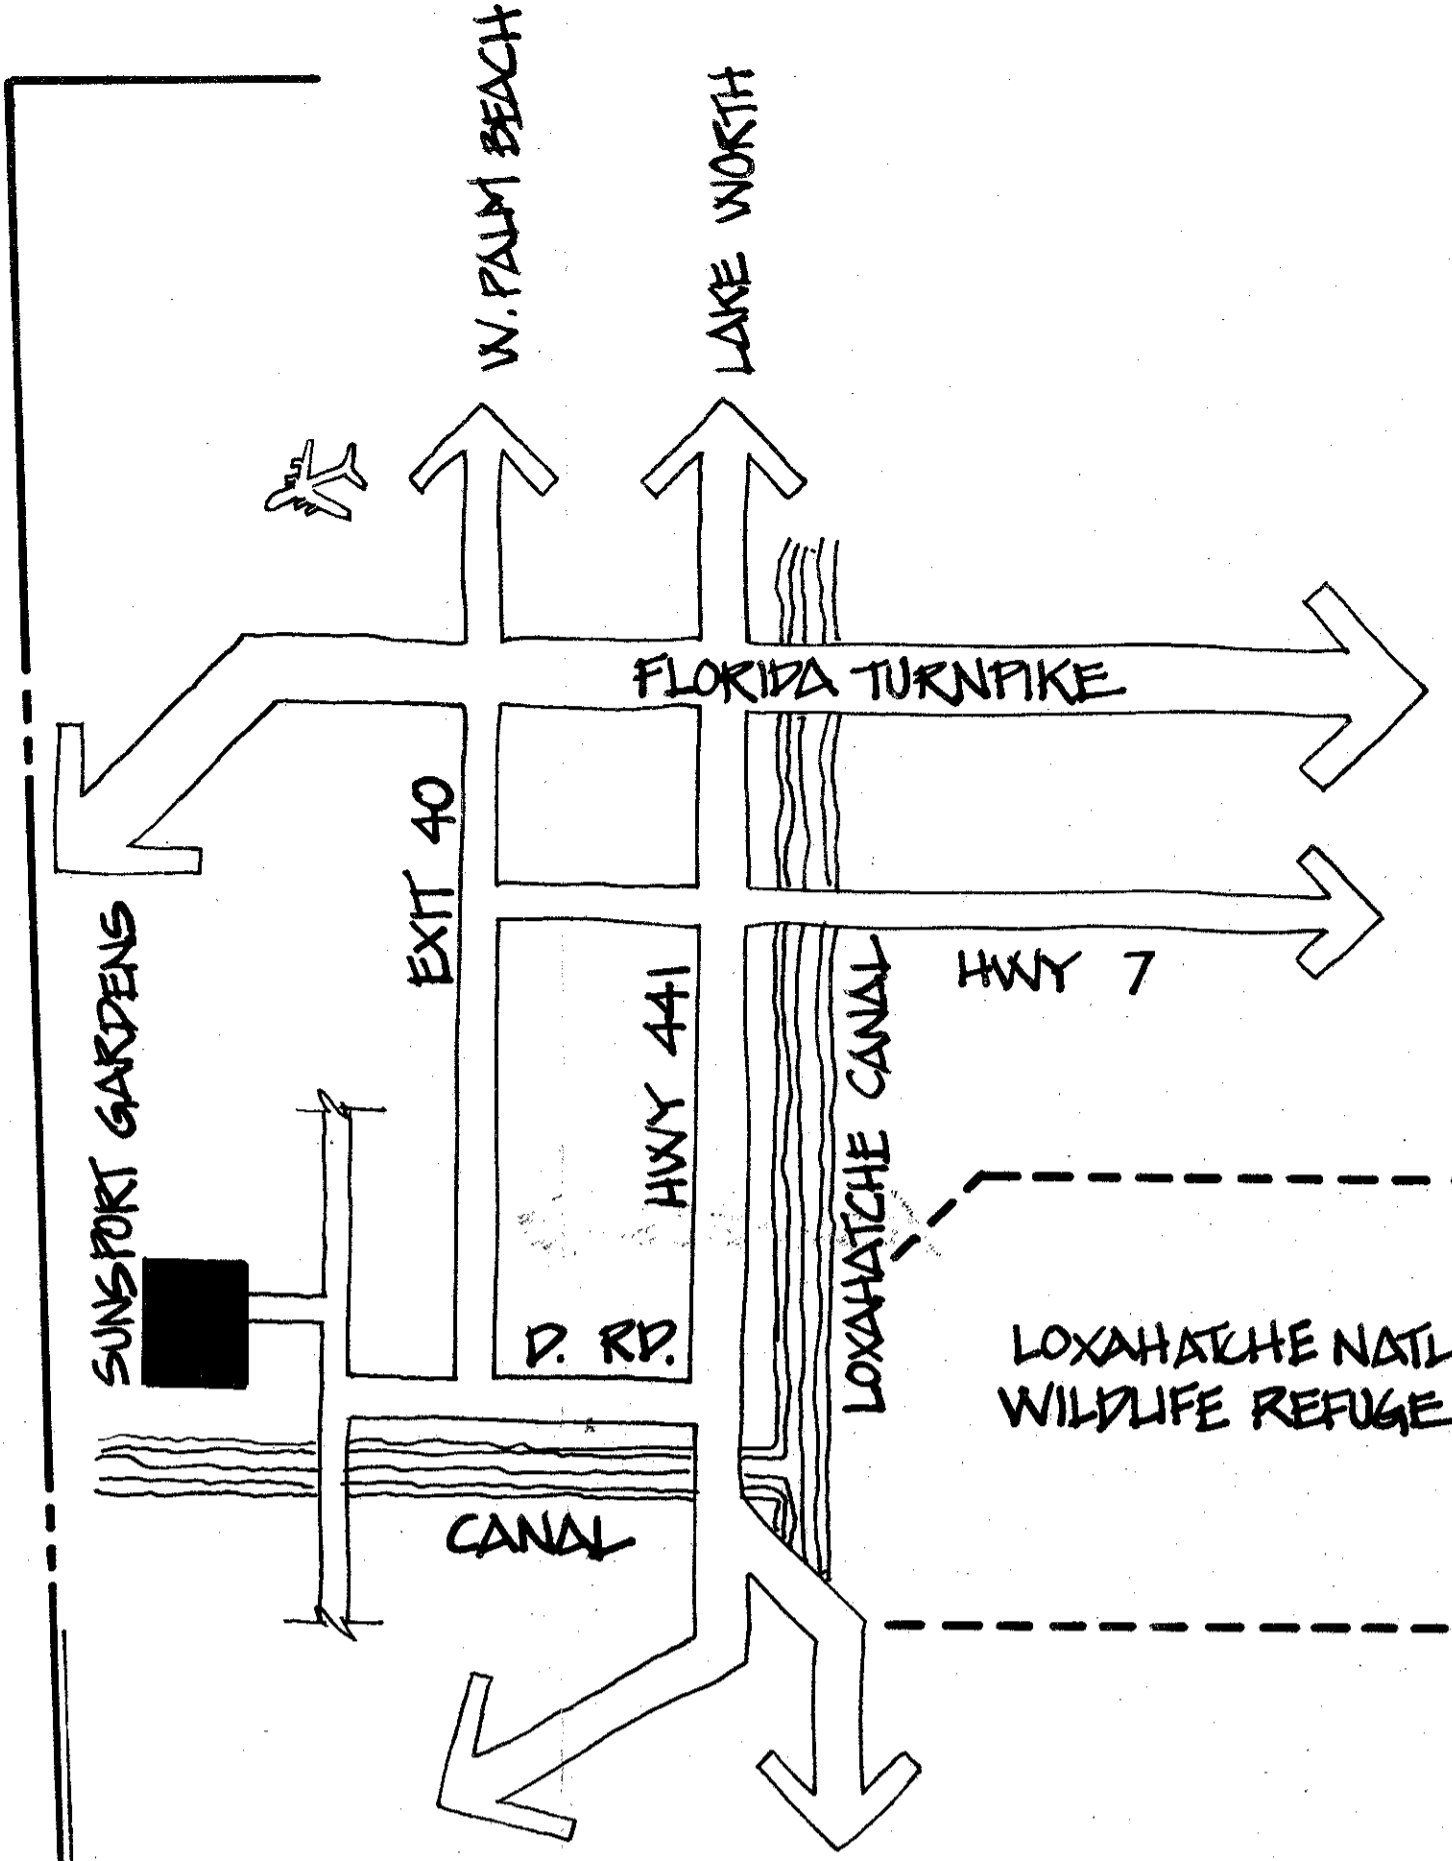 W. PALM BEACH
LAKE WORTH
FLORIDA TURNPIKE
EXIT 40
SUNSPORT GARDENS
HWY 441
LOXAHATCHE CANAL
HWY 7
D. RD.
LOXAHATCHE NATL
WILDLIFE REFUGE
CANAL